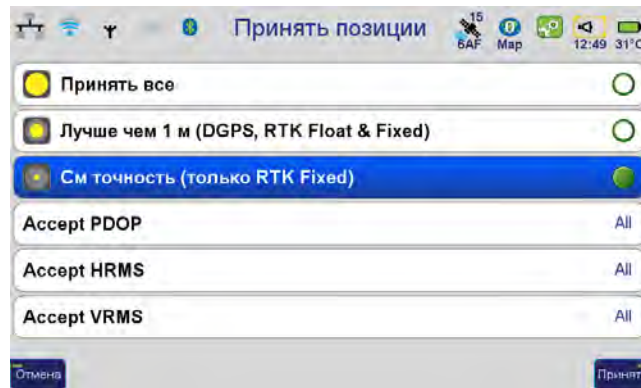 Принять позиции
15
6AF
Map
12:49 31°C
Принять все
Лучше чем 1 м (DGPS, RTK Float & Fixed)
См точность (только RTK Fixed)
Accept PDOP All
Accept HRMS All
Accept VRMS All
Отмена
Принят